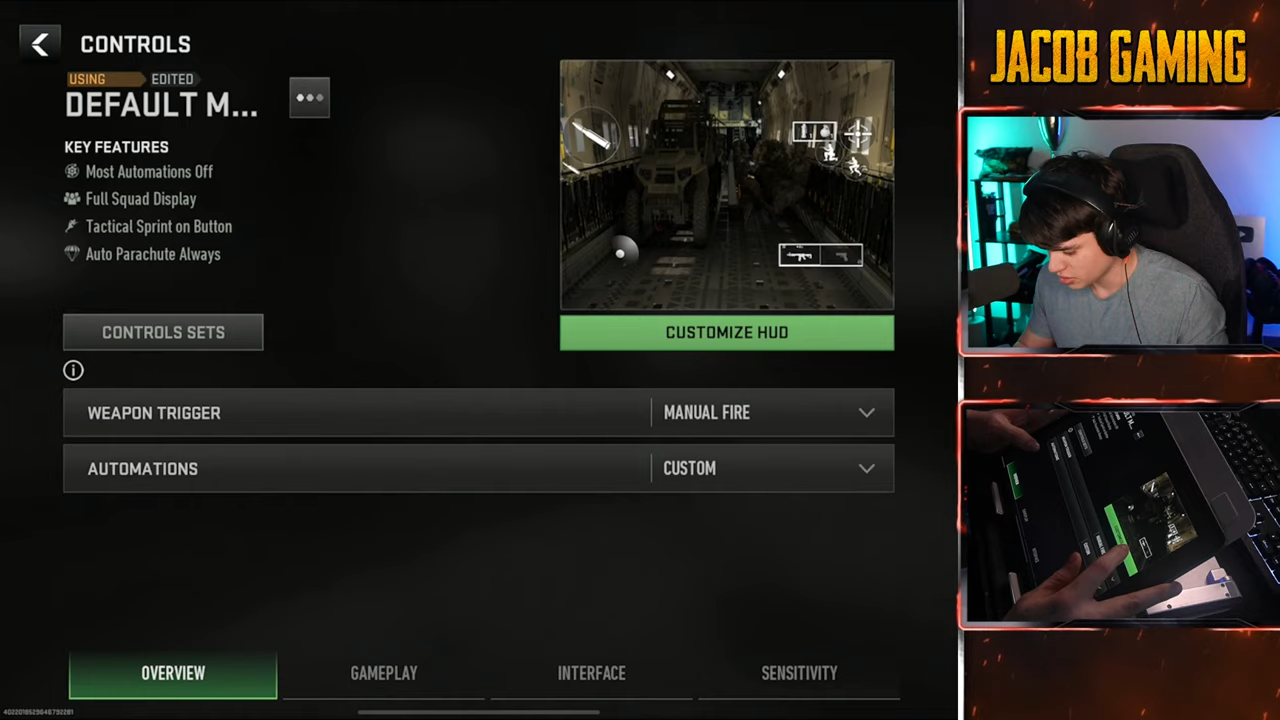 CONTROLS
USING EDITED
DEFAULT M...
KEY FEATURES
Most Automations Off
Full Squad Display
Tactical Sprint on Button
Auto Parachute Always
CONTROLS SETS
CUSTOMIZE HUD
WEAPON TRIGGER MANUAL FIRE
AUTOMATIONS CUSTOM
OVERVIEW GAMEPLAY INTERFACE SENSITIVITY
JACOB GAMING